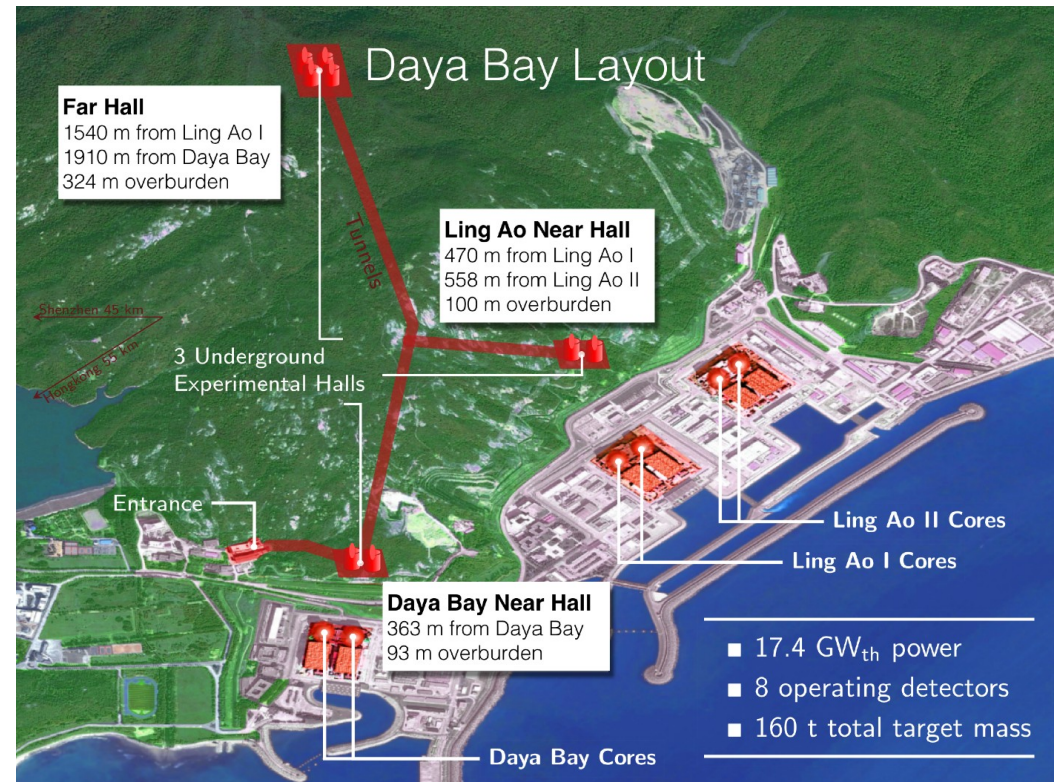 Daya Bay Layout
Far Hall
1540 m from Ling Ao I
1910 m from Daya Bay
324 m overburden
Tunnels
Ling Ao Near Hall
470 m from Ling Ao I
558 m from Ling Ao II
100 m overburden
Shenzhen 45 km
Hongkong 55 km
3 Underground
Experimental Halls
Entrance
Ling Ao II Cores
Ling Ao I Cores
Daya Bay Near Hall
363 m from Daya Bay
93 m overburden
■ 17.4 GWth power
■ 8 operating detectors
■ 160 t total target mass
Daya Bay Cores